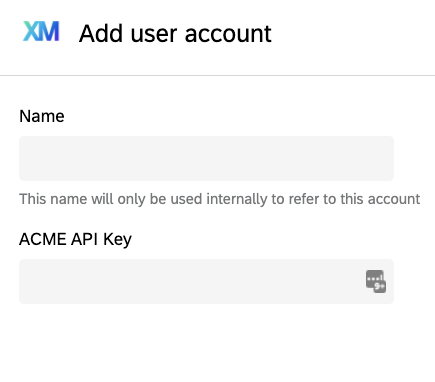 XM Add user account
Name
This name will only be used internally to refer to this account
ACME API Key
9+